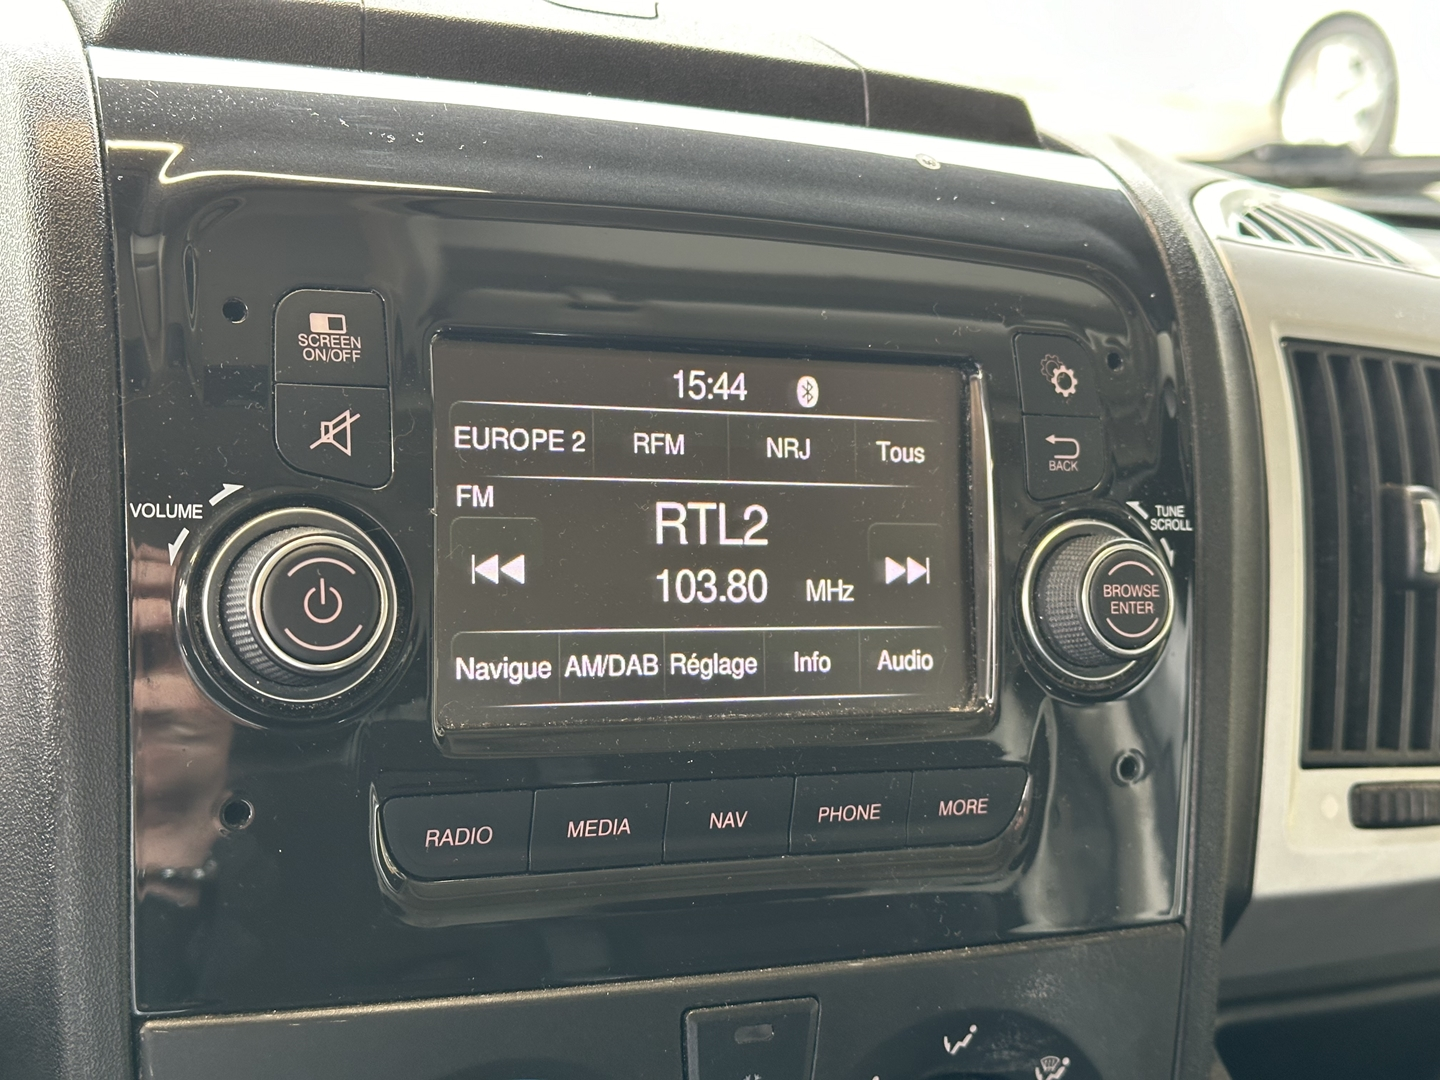 SCREEN
ON/OFF
15:44
EUROPE 2 RFM NRJ Tous
FM
RTL2
103.80 MHz
Navigue AM/DAB Réglage Info Audio
VOLUME
BACK
TUNE
SCROLL
BROWSE
ENTER
RADIO MEDIA NAV PHONE MORE